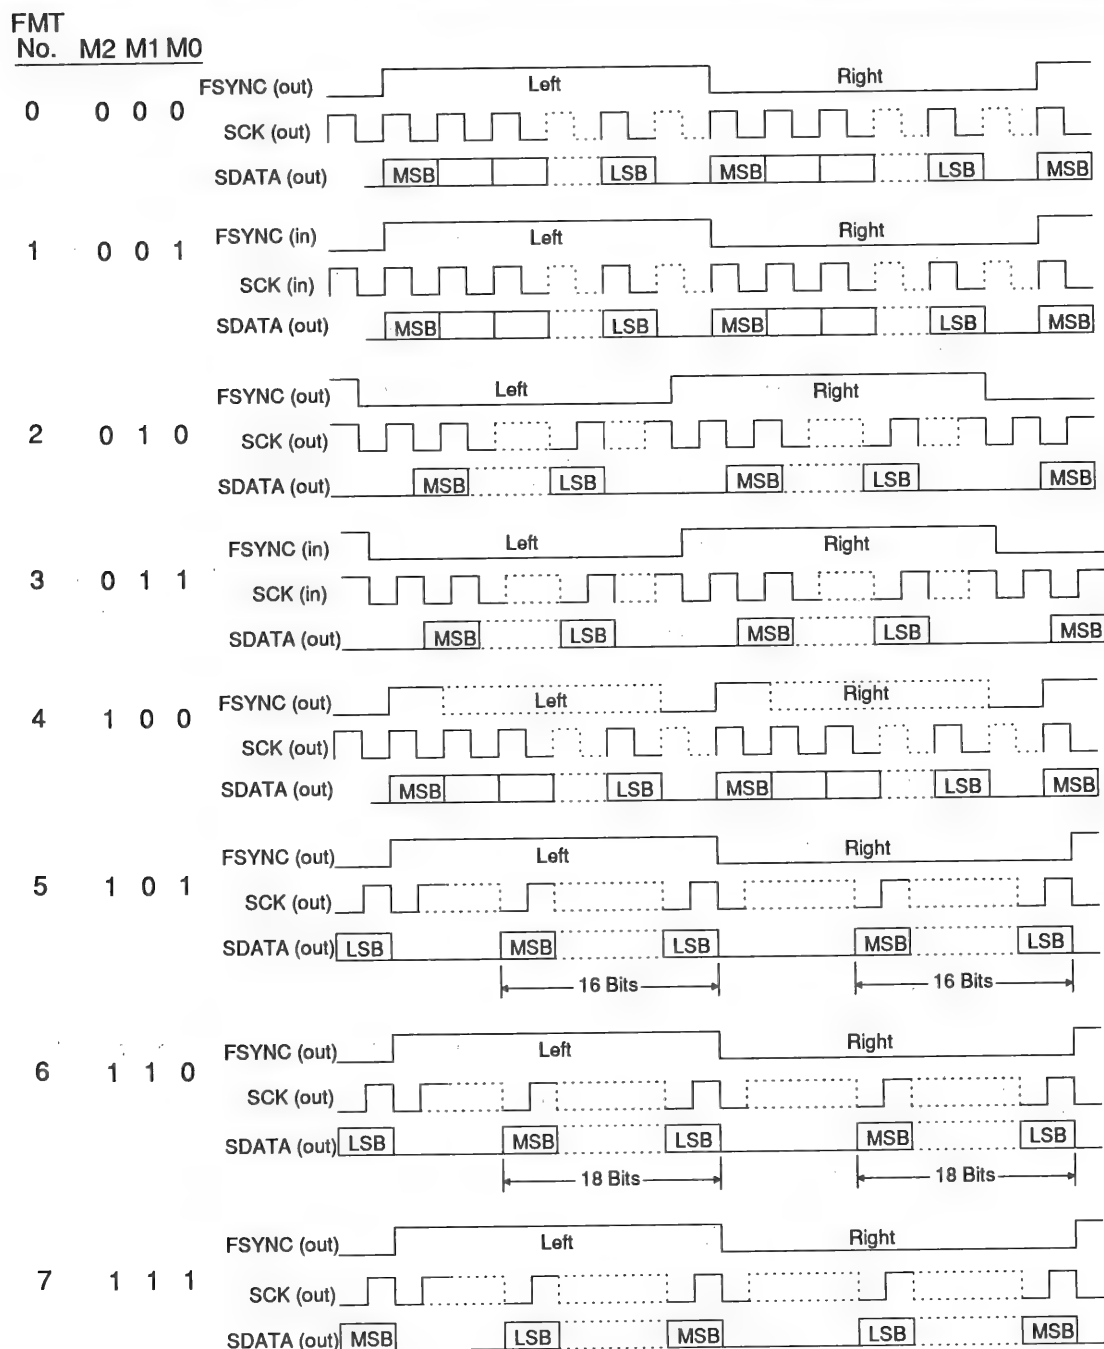 FMT
No. M2 M1 M0
0 0 0 0
FSYNC (out) Left Right
SCK (out)
SDATA (out) MSB LSB MSB LSB MSB
1 0 0 1
FSYNC (in) Left Right
SCK (in)
SDATA (out) MSB LSB MSB LSB MSB
2 0 1 0
FSYNC (out) Left Right
SCK (out)
SDATA (out) MSB LSB MSB LSB MSB
3 0 1 1
FSYNC (in) Left Right
SCK (in)
SDATA (out) MSB LSB MSB LSB MSB
4 1 0 0
FSYNC (out) Left Right
SCK (out)
SDATA (out) MSB LSB MSB LSB MSB
5 1 0 1
FSYNC (out) Left Right
SCK (out)
SDATA (out) LSB MSB LSB MSB LSB
16 Bits 16 Bits
6 1 1 0
FSYNC (out) Left Right
SCK (out)
SDATA (out) LSB MSB LSB MSB LSB
18 Bits 18 Bits
7 1 1 1
FSYNC (out) Left Right
SCK (out)
SDATA (out) MSB LSB MSB LSB MSB